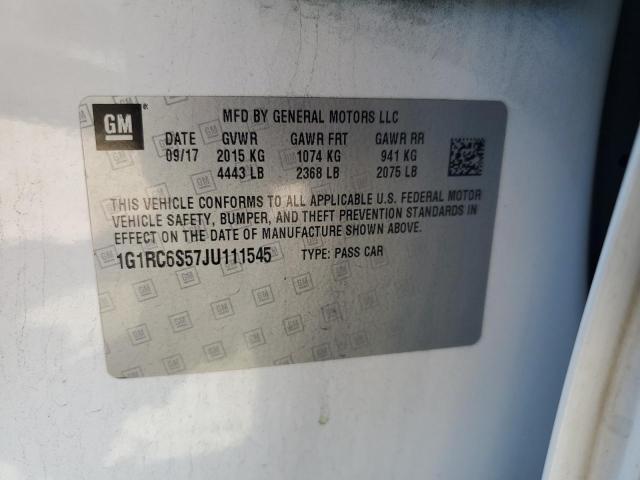 GM ® MFD BY GENERAL MOTORS LLC
DATE GVWR GAWR FRT GAWR RR
09/17 2015 KG 1074 KG 941 KG
4443 LB 2368 LB 2075 LB
THIS VEHICLE CONFORMS TO ALL APPLICABLE U.S. FEDERAL MOTOR
VEHICLE SAFETY, BUMPER, AND THEFT PREVENTION STANDARDS IN
EFFECT ON THE DATE OF MANUFACTURE SHOWN ABOVE.
1G1RC6S57JU111545 TYPE: PASS CAR